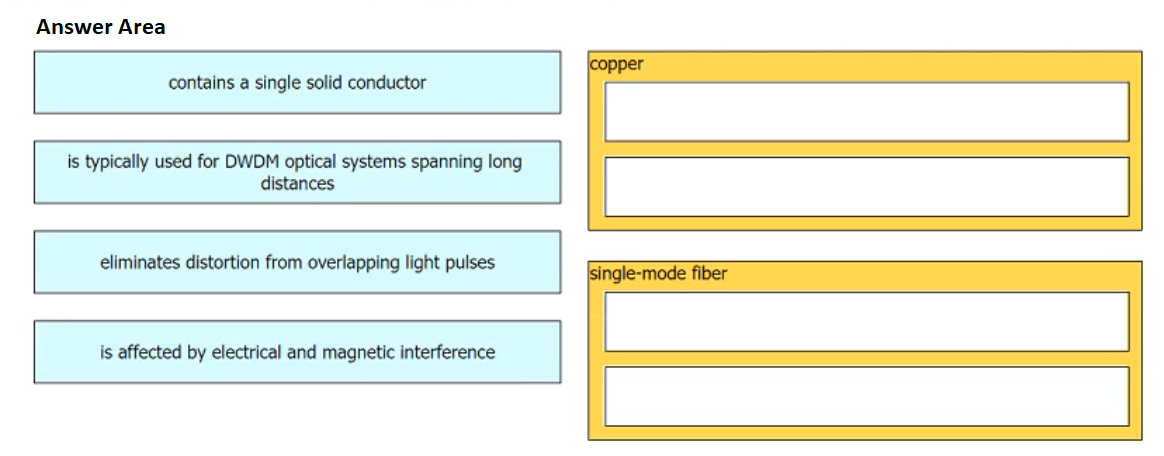 Answer Area
contains a single solid conductor
is typically used for DWDM optical systems spanning long
distances
eliminates distortion from overlapping light pulses
is affected by electrical and magnetic interference
copper
single-mode fiber